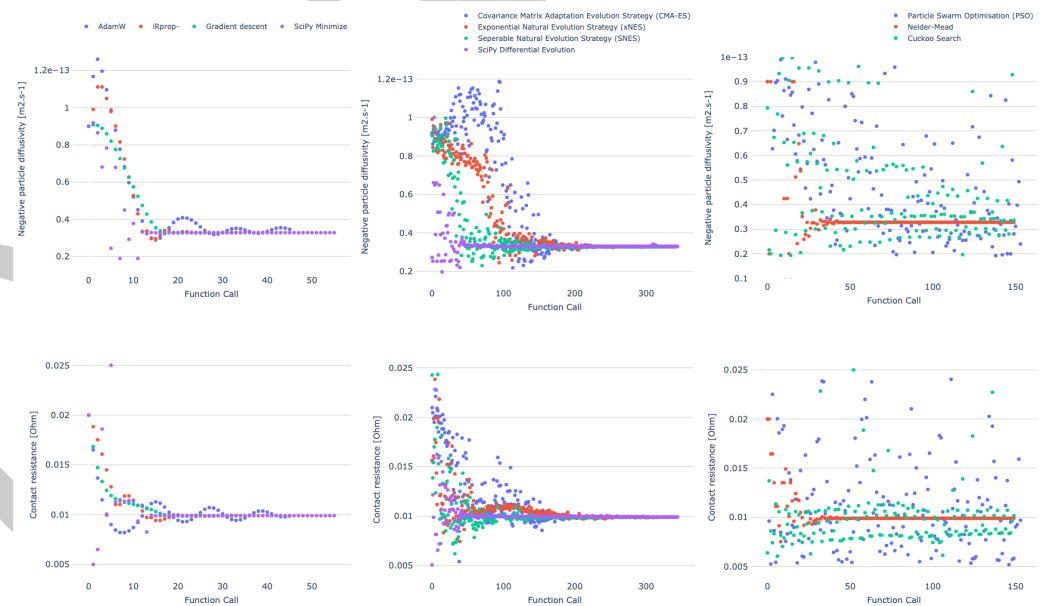 AdamW iRprop- Gradient descent SciPy Minimize
Negative particle diffusivity [m2.s-1]
1.2e−13
1
0.8
0.6
0.4
0.2
0 10 20 30 40 50
Function Call
Covariance Matrix Adaptation Evolution Strategy (CMA-ES)
Exponential Natural Evolution Strategy (xNES)
Seperable Natural Evolution Strategy (SNES)
SciPy Differential Evolution
Negative particle diffusivity [m2.s-1]
1.2e−13
1
0.8
0.6
0.4
0.2
0 100 200 300
Function Call
Particle Swarm Optimisation (PSO)
Nelder-Mead
Cuckoo Search
Negative particle diffusivity [m2.s-1]
1e−13
0.9
0.8
0.7
0.6
0.5
0.4
0.3
0.2
0.1
0 50 100 150
Function Call
Contact resistance [Ohm]
0.025
0.02
0.015
0.01
0.005
0 10 20 30 40 50
Function Call
Contact resistance [Ohm]
0.025
0.02
0.015
0.01
0.005
0 100 200 300
Function Call
Contact resistance [Ohm]
0.025
0.02
0.015
0.01
0.005
0 50 100 150
Function Call